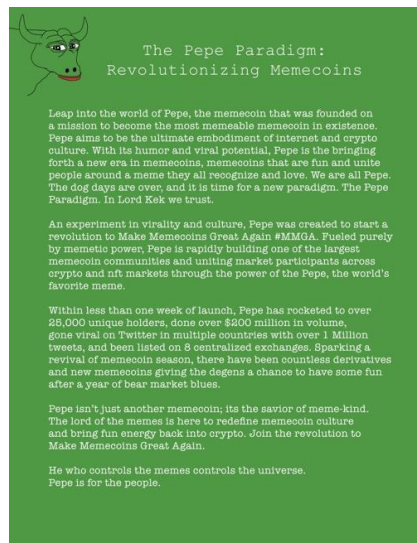 The Pepe Paradigm:
Revolutionizing Memecoins
Leap into the world of Pepe, the memecoin that was founded on
a mission to become the most memeable memecoin in existence.
Pepe aims to be the ultimate embodiment of internet and crypto
culture. With its humor and viral potential, Pepe is the bringing
forth a new era in memecoins, memecoins that are fun and unite
people around a meme they all recognize and love. We are all Pepe.
The dog days are over, and it is time for a new paradigm. The Pepe
Paradigm. In Lord Kek we trust.
An experiment in virality and culture, Pepe was created to start a
revolution to Make Memecoins Great Again #MMGA. Fueled purely
by memetic power, Pepe is rapidly building one of the largest
memecoin communities and uniting market participants across
crypto and nft markets through the power of the Pepe, the world's
favorite meme.
Within less than one week of launch, Pepe has rocketed to over
25,000 unique holders, done over $200 million in volume,
gone viral on Twitter in multiple countries with over 1 Million
tweets, and been listed on 8 centralized exchanges. Sparking a
revival of memecoin season, there have been countless derivatives
and new memecoins giving the degens a chance to have some fun
after a year of bear market blues.
Pepe isn't just another memecoin; its the savior of meme-kind.
The lord of the memes is here to redefine memecoin culture
and bring fun energy back into crypto. Join the revolution to
Make Memecoins Great Again.
He who controls the memes controls the universe.
Pepe is for the people.